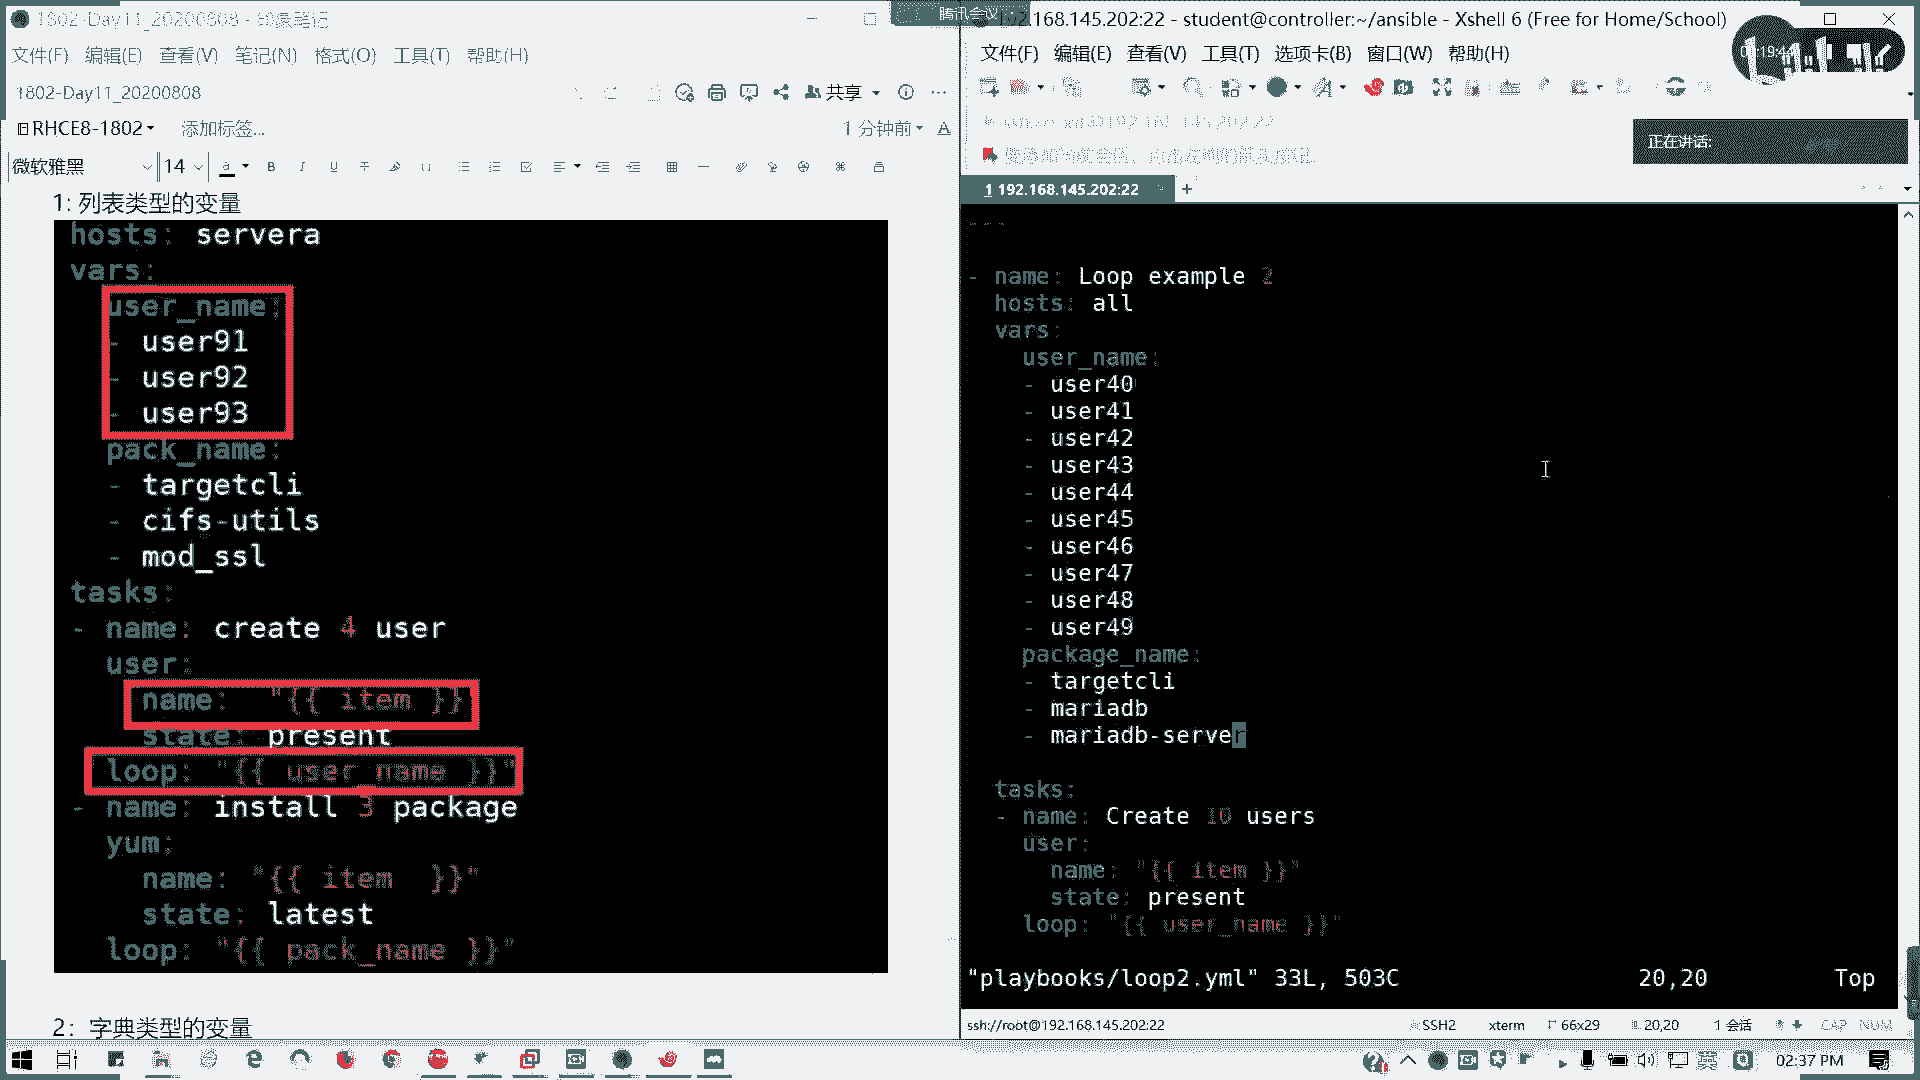 1802-Day11_20200808 - 印象笔记
文件(F) 编辑(E) 查看(V) 笔记(N) 格式(O) 工具(T) 帮助(H)
1802-Day11_20200808
共享
RHCE8-1802
添加标签...
1 分钟前
微软雅黑
14
1: 列表类型的变量
hosts: servera
vars:
user_name:
- user91
- user92
- user93
pack_name:
- targetcli
- cifs-utils
- mod_ssl
tasks:
- name: create 4 user
user:
name: "{{ item }}
state: present
loop: "{{ user_name }}"
- name: install 3 package
yum:
name: "{{ item  }}"
state: latest
loop: "{{ pack_name }}"
2：字典类型的变量
腾讯会议
.168.145.202:22 - student@controller:~/ansible - Xshell 6 (Free for Home/School)
文件(F) 编辑(E) 查看(V) 工具(T) 选项卡(B) 窗口(W) 帮助(H)
正在讲话:
1 192.168.145.202:22
---
- name: Loop example 2
hosts: all
vars:
user_name:
- user40
- user41
- user42
- user43
- user44
- user45
- user46
- user47
- user48
- user49
package_name:
- targetcli
- mariadb
- mariadb-server
tasks:
- name: Create 10 users
user:
name: "{{ item }}"
state: present
loop: "{{ user_name }}"
"playbooks/loop2.yml" 33L, 503C 20,20 Top
ssh://root@192.168.145.202:22 SSH2 xterm 66x29 20,20 1 会话 CAP NUM
英
02:37 PM